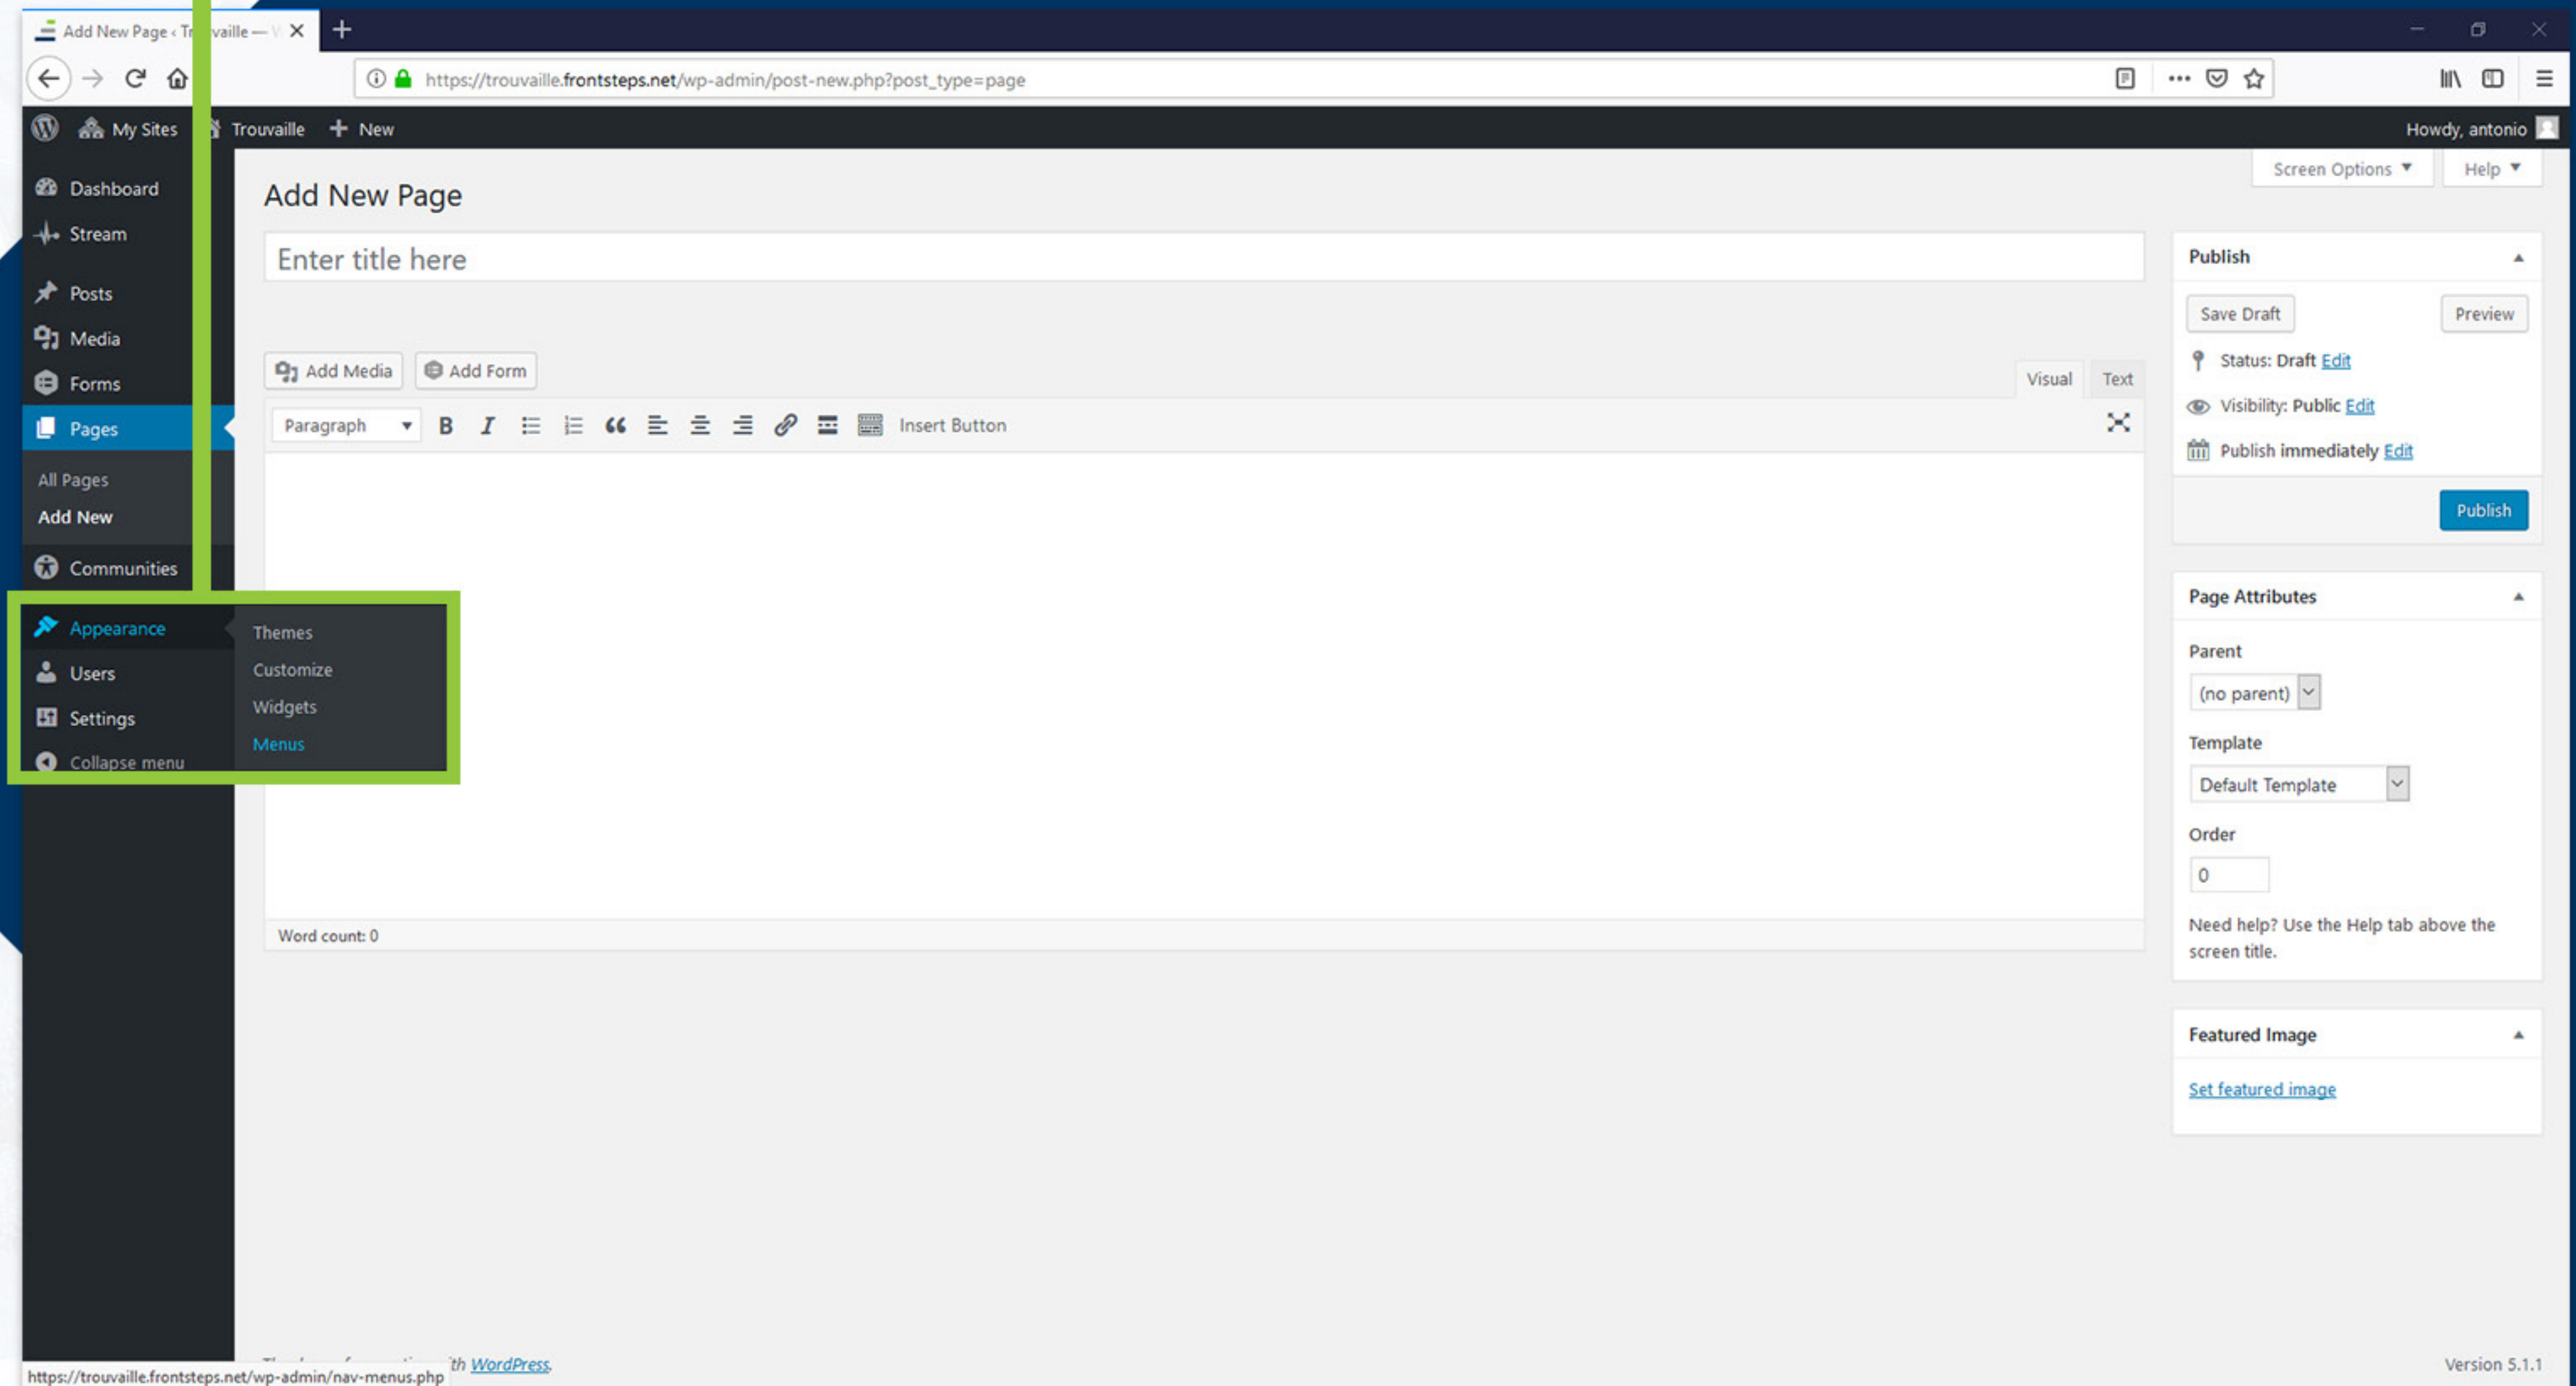 Add New Page ‹ Tr vaille —
https://trouvaille.frontsteps.net/wp-admin/post-new.php?post_type=page
My Sites Trouvaille + New Howdy, antonio
Screen Options Help
Dashboard
Stream
Posts
Media
Forms
Pages
All Pages
Add New
Communities
Appearance
Users
Settings
Collapse menu
Themes
Customize
Widgets
Menus
Add New Page
Enter title here
Add Media Add Form
Visual Text
Paragraph B I Insert Button
Word count: 0
Publish
Save Draft Preview
Status: Draft Edit
Visibility: Public Edit
Publish immediately Edit
Publish
Page Attributes
Parent
(no parent)
Template
Default Template
Order
0
Need help? Use the Help tab above the
screen title.
Featured Image
Set featured image
th WordPress.
Version 5.1.1
https://trouvaille.frontsteps.net/wp-admin/nav-menus.php